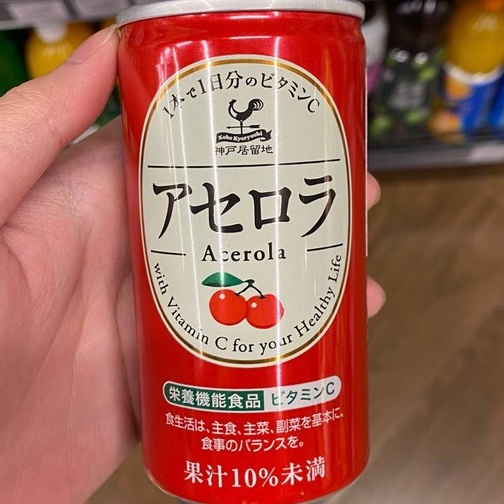 1本で1日分のビタミンC
Kobe Kyoryuchi
神戸居留地
アセロラ
Acerola
with Vitamin C for your Healthy Life
栄養機能食品 ビタミンC
食生活は、主食、主菜、副菜を基本に、
食事のバランスを。
果汁10%未満